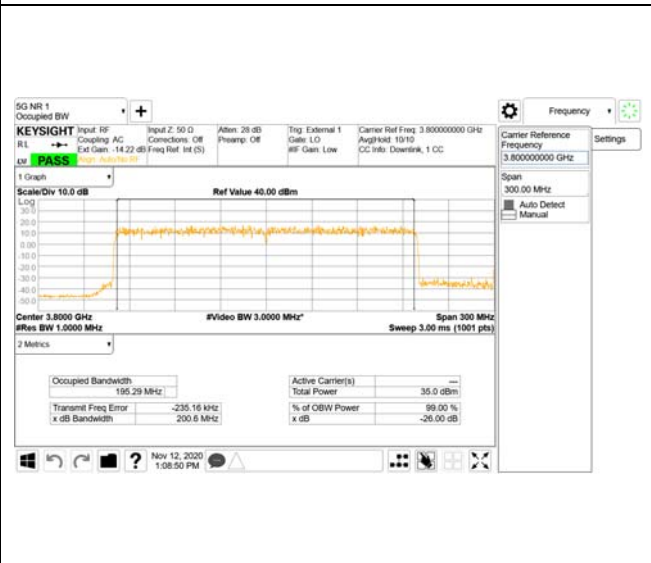 5G NR 1
Occupied BW
Frequency
KEYSIGHT
Input: RF
Input Z: 50 Ω
Atten: 28 dB
Trig: External 1
Carrier Ref Freq: 3.800000000 GHz
Coupling: AC
Corrections: Off
Preamp: Off
Gate: LO
Avg|Hold: 10/10
Ext Gain: -14.22 dB
Freq Ref: Int (S)
#IF Gain: Low
CC Info: Downlink, 1 CC
Align: Auto/No RF
PASS
Carrier Reference
Frequency
3.800000000 GHz
Settings
Span
300.00 MHz
Auto Detect
Manual
1 Graph
Scale/Div 10.0 dB
Ref Value 40.00 dBm
Log
30.0
20.0
10.0
0.00
-10.0
-20.0
-30.0
-40.0
-50.0
Center 3.8000 GHz
#Video BW 3.0000 MHz*
Span 300 MHz
#Res BW 1.0000 MHz
Sweep 3.00 ms (1001 pts)
2 Metrics
Occupied Bandwidth
195.29 MHz
Active Carrier(s)
---
Total Power
35.0 dBm
Transmit Freq Error
-235.16 kHz
% of OBW Power
99.00 %
x dB Bandwidth
200.6 MHz
x dB
-26.00 dB
Nov 12, 2020
1:08:50 PM